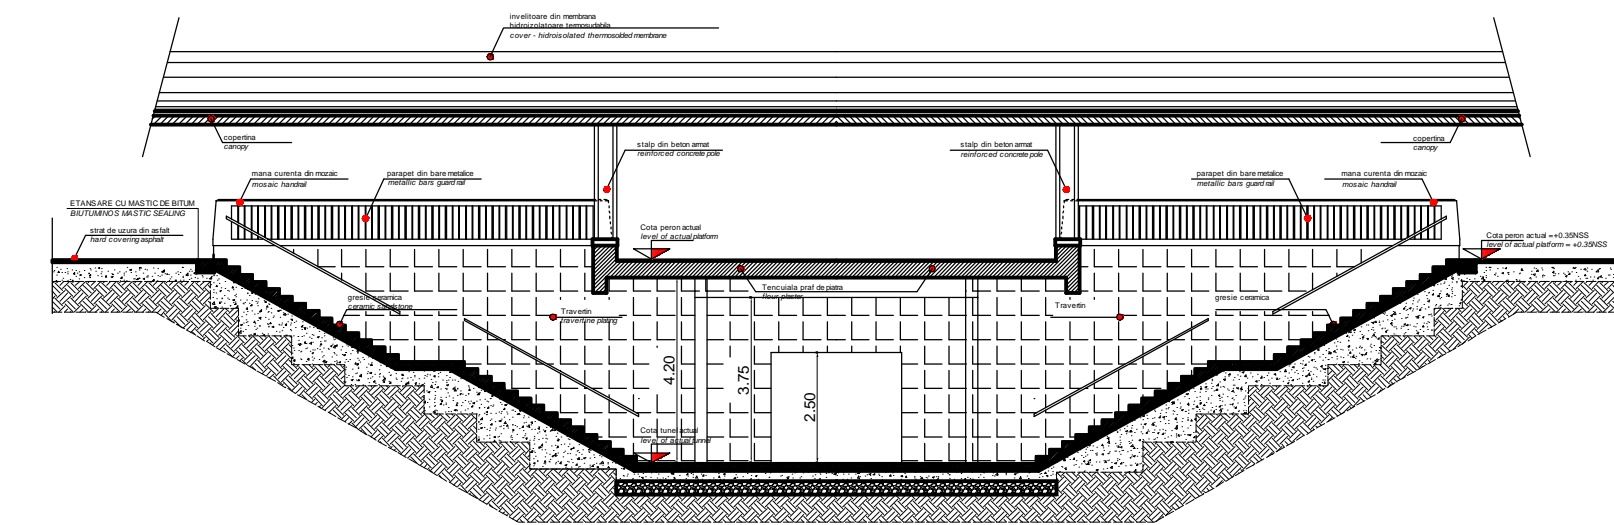 invelitoare din membrana
hidroizolatoare termosudabila
cover - hidroisolated thermosolded membrane
copertina
canopy
stalp din beton armat
reinforced concrete pole
stalp din beton armat
reinforced concrete pole
copertina
canopy
mana curenta din mozaic
mosaic handrail
parapet din bare metalice
metallic bars guard rail
parapet din bare metalice
metallic bars guard rail
mana curenta din mozaic
mosaic handrail
ETANSARE CU MASTIC DE BITUM
BIUTUMINOS MASTIC SEALING
strat de uzura din asfalt
hard covering asphalt
Cota peron actual
level of actual platform
Cota peron actual =+0.35NSS
level of actual platform = +0.35NSS
Tencuiala praf de piatra
flour plaster
gresie ceramica
ceramic sandstone
Travertin
travertine plating
Travertin
gresie ceramica
4.20
3.75
2.50
Cota tunel actual
level of actual tunnel